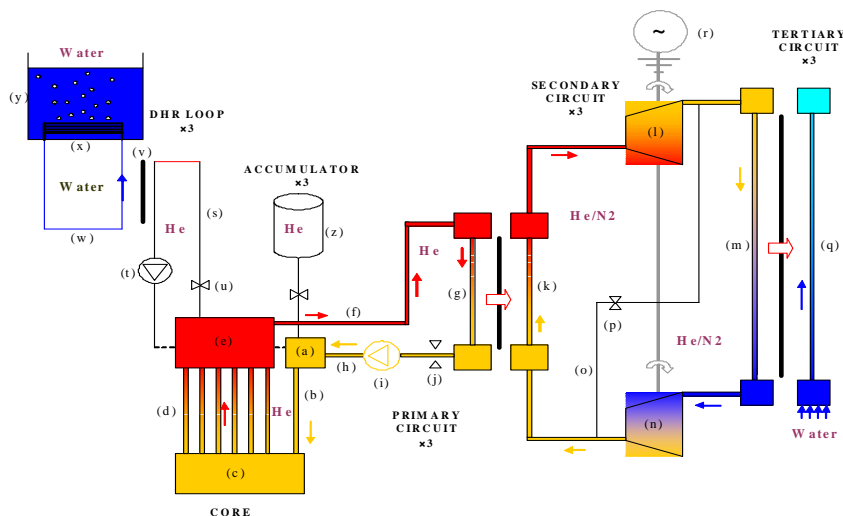 Water
(y)
(x)
Water
(w)
DHR LOOP
×3
(v)
He
(s)
(t)
(u)
ACCUMULATOR
×3
He
(z)
(e)
(f)
(a)
(h)
(b)
(d)
He
(c)
CORE
He
(g)
(i)
(j)
PRIMARY
CIRCUIT
×3
SECONDARY
CIRCUIT
×3
~
(r)
(l)
He/N2
(k)
(p)
(o)
He/N2
(n)
(m)
TERTIARY
CIRCUIT
×3
(q)
Water